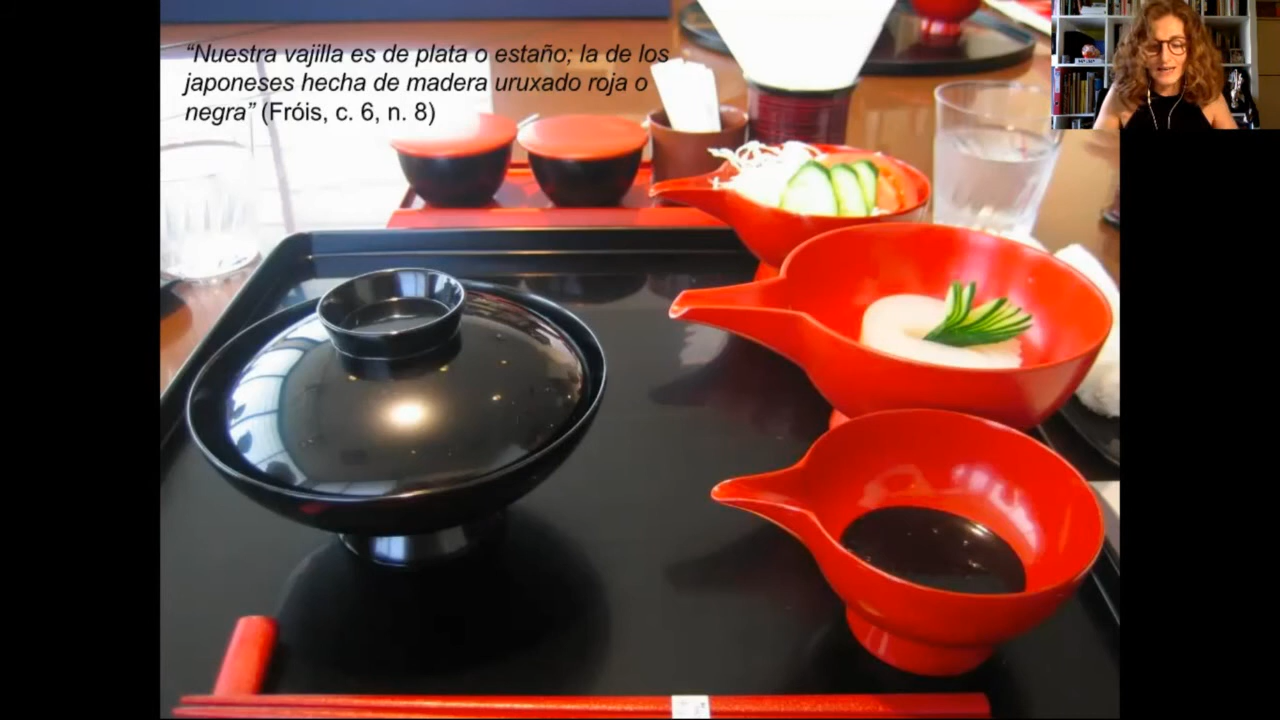 “Nuestra vajilla es de plata o estaño; la de los
japoneses hecha de madera uruxado roja o
negra” (Fróis, c. 6, n. 8)